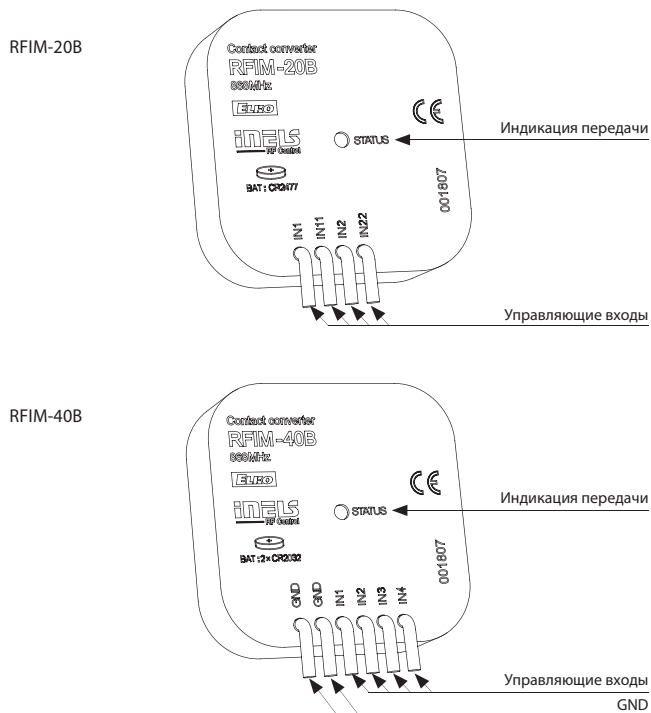 RFIM-20B
Contact converter
RFIM-20B
868MHz
ELKO
iNELS
RF Control
BAT : CR2477
STATUS
Индикация передачи
001807
IN1
IN11
IN2
IN22
Управляющие входы
RFIM-40B
Contact converter
RFIM-40B
868MHz
ELKO
iNELS
RF Control
BAT :2xCR2032
STATUS
Индикация передачи
001807
GND
GND
IN1
IN2
IN3
IN4
Управляющие входы
GND